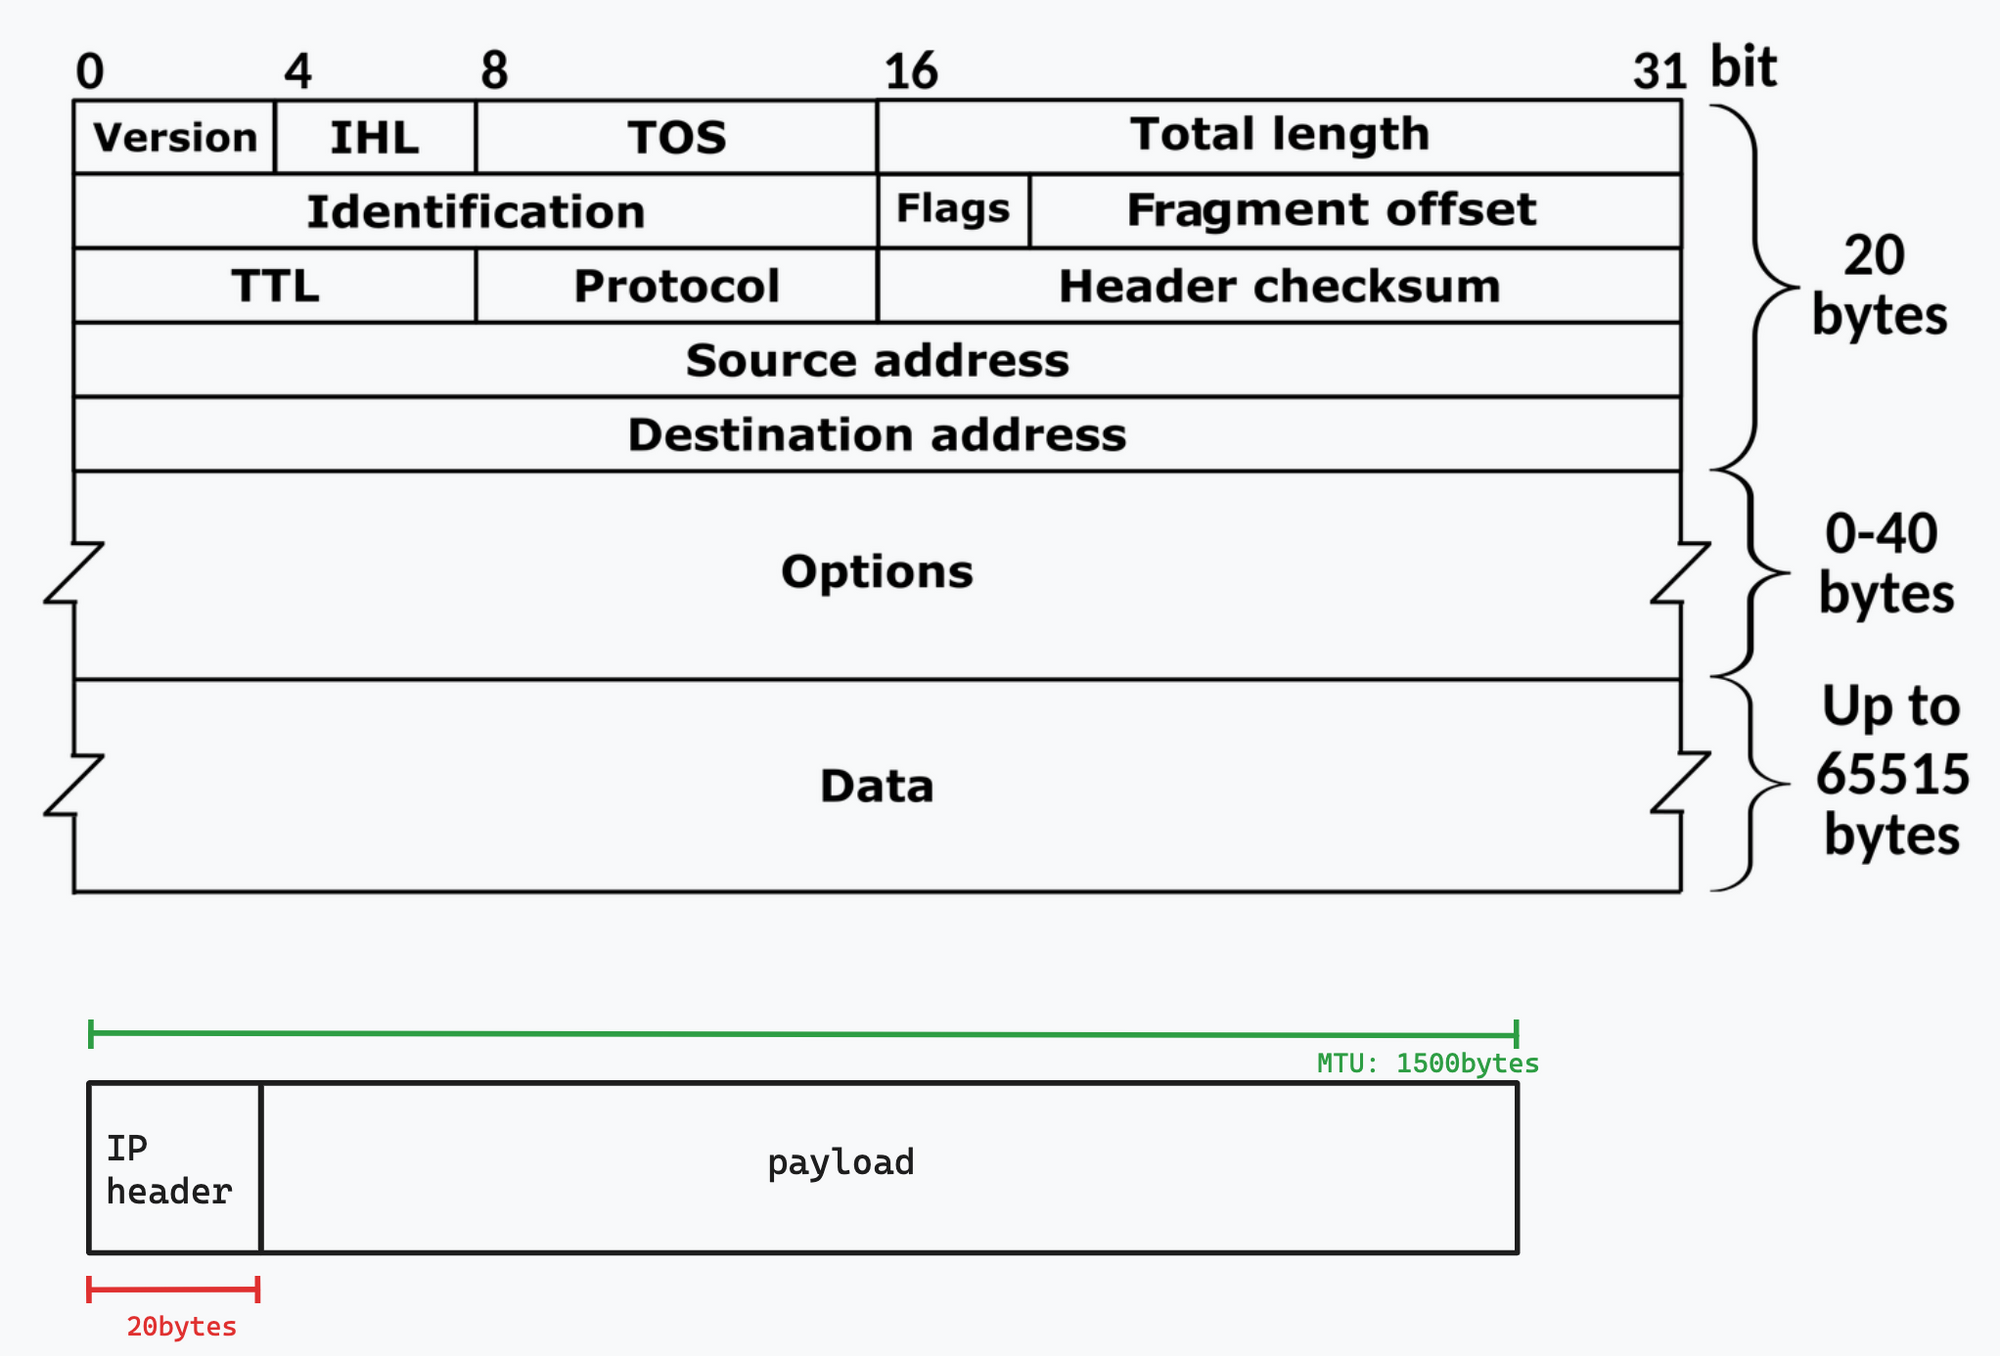 0 4 8 16 31 bit
Version IHL TOS Total length
Identification Flags Fragment offset
TTL Protocol Header checksum
Source address
Destination address
20
bytes
Options
0-40
bytes
Data
Up to
65515
bytes
MTU: 1500bytes
IP
header
payload
20bytes